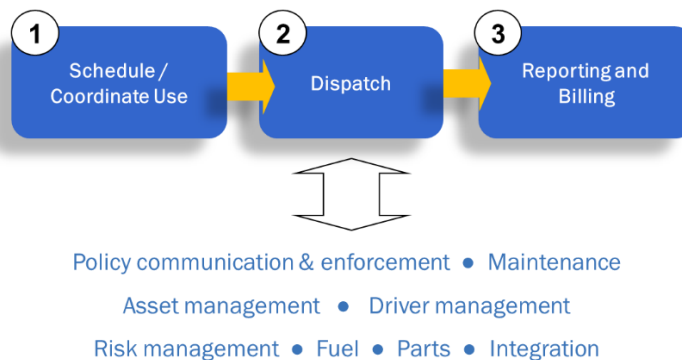 1
Schedule /
Coordinate Use
2
Dispatch
3
Reporting and
Billing
Policy communication & enforcement ● Maintenance
Asset management ● Driver management
Risk management ● Fuel ● Parts ● Integration